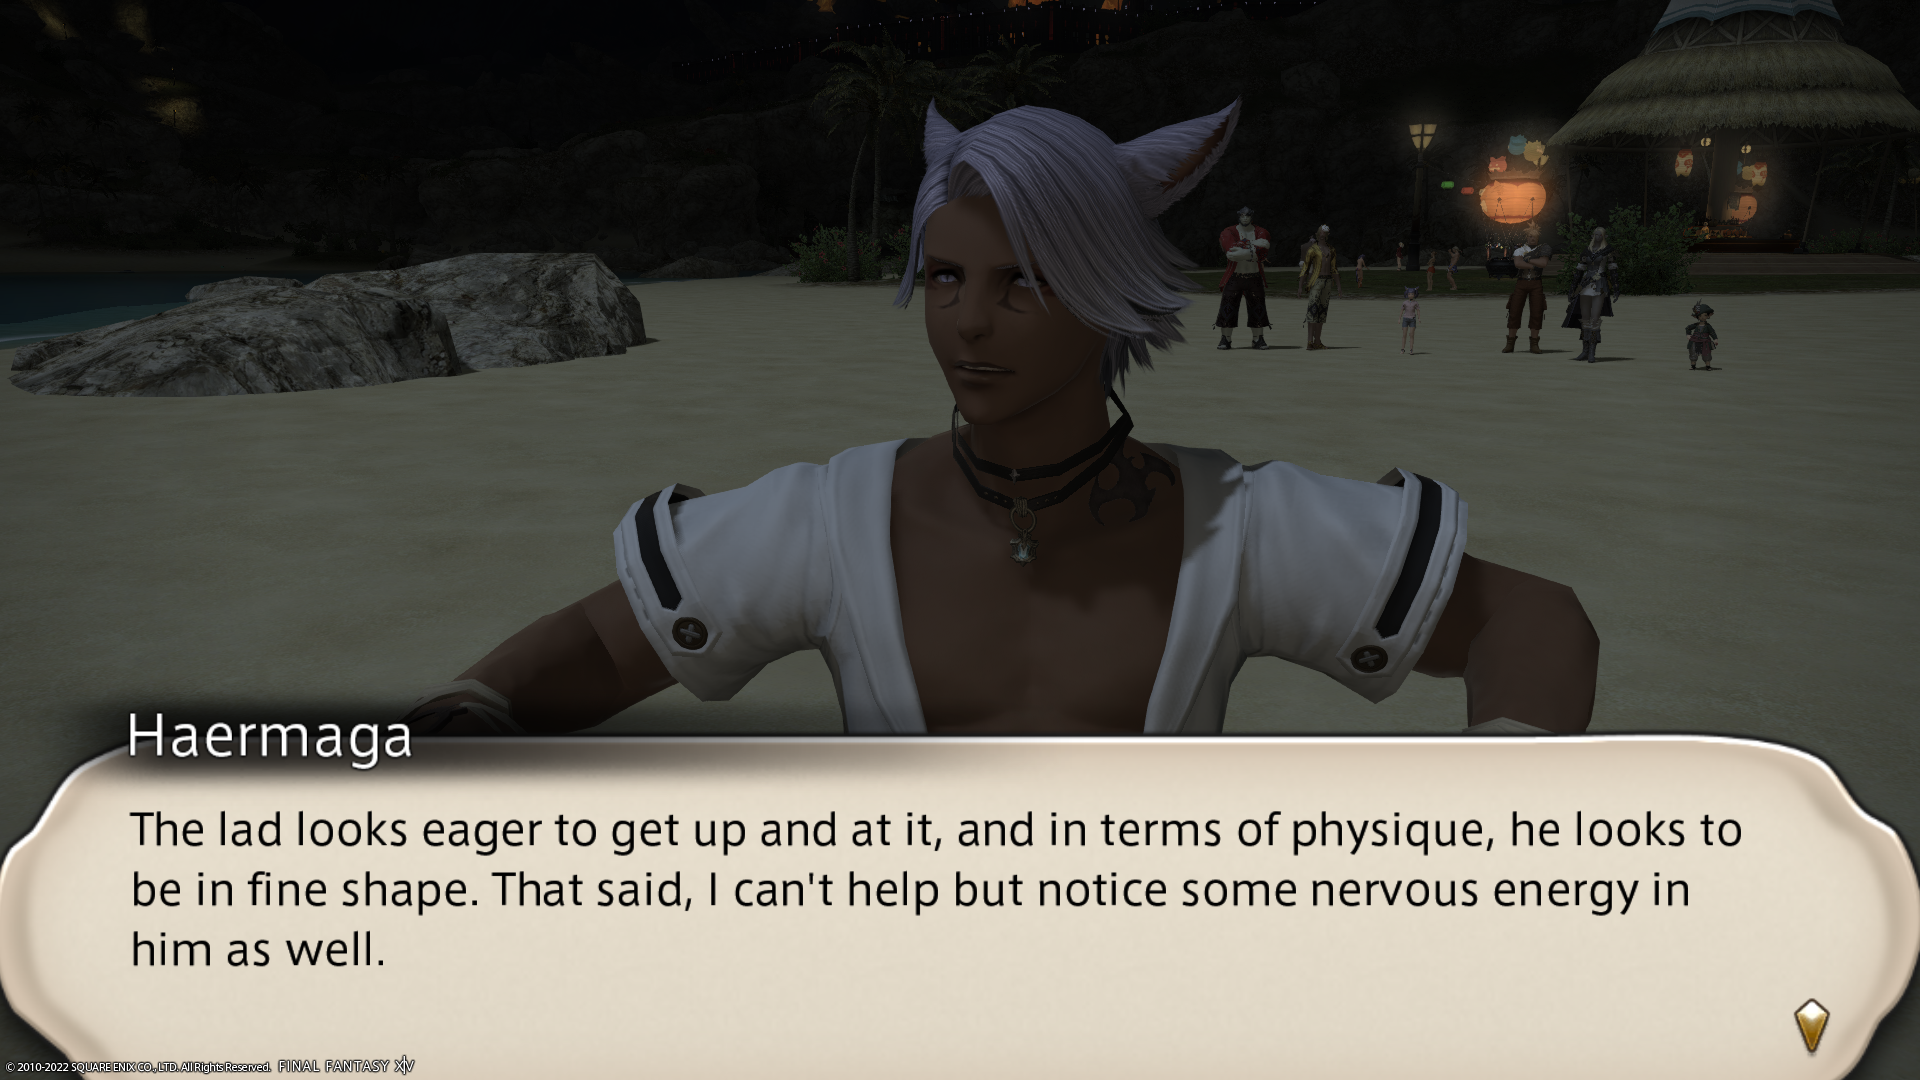 Haermaga
The lad looks eager to get up and at it, and in terms of physique, he looks to
be in fine shape. That said, I can't help but notice some nervous energy in
him as well.
© 2010-2022 SQUARE ENIX CO., LTD. All Rights Reserved. FINAL FANTASY XIV